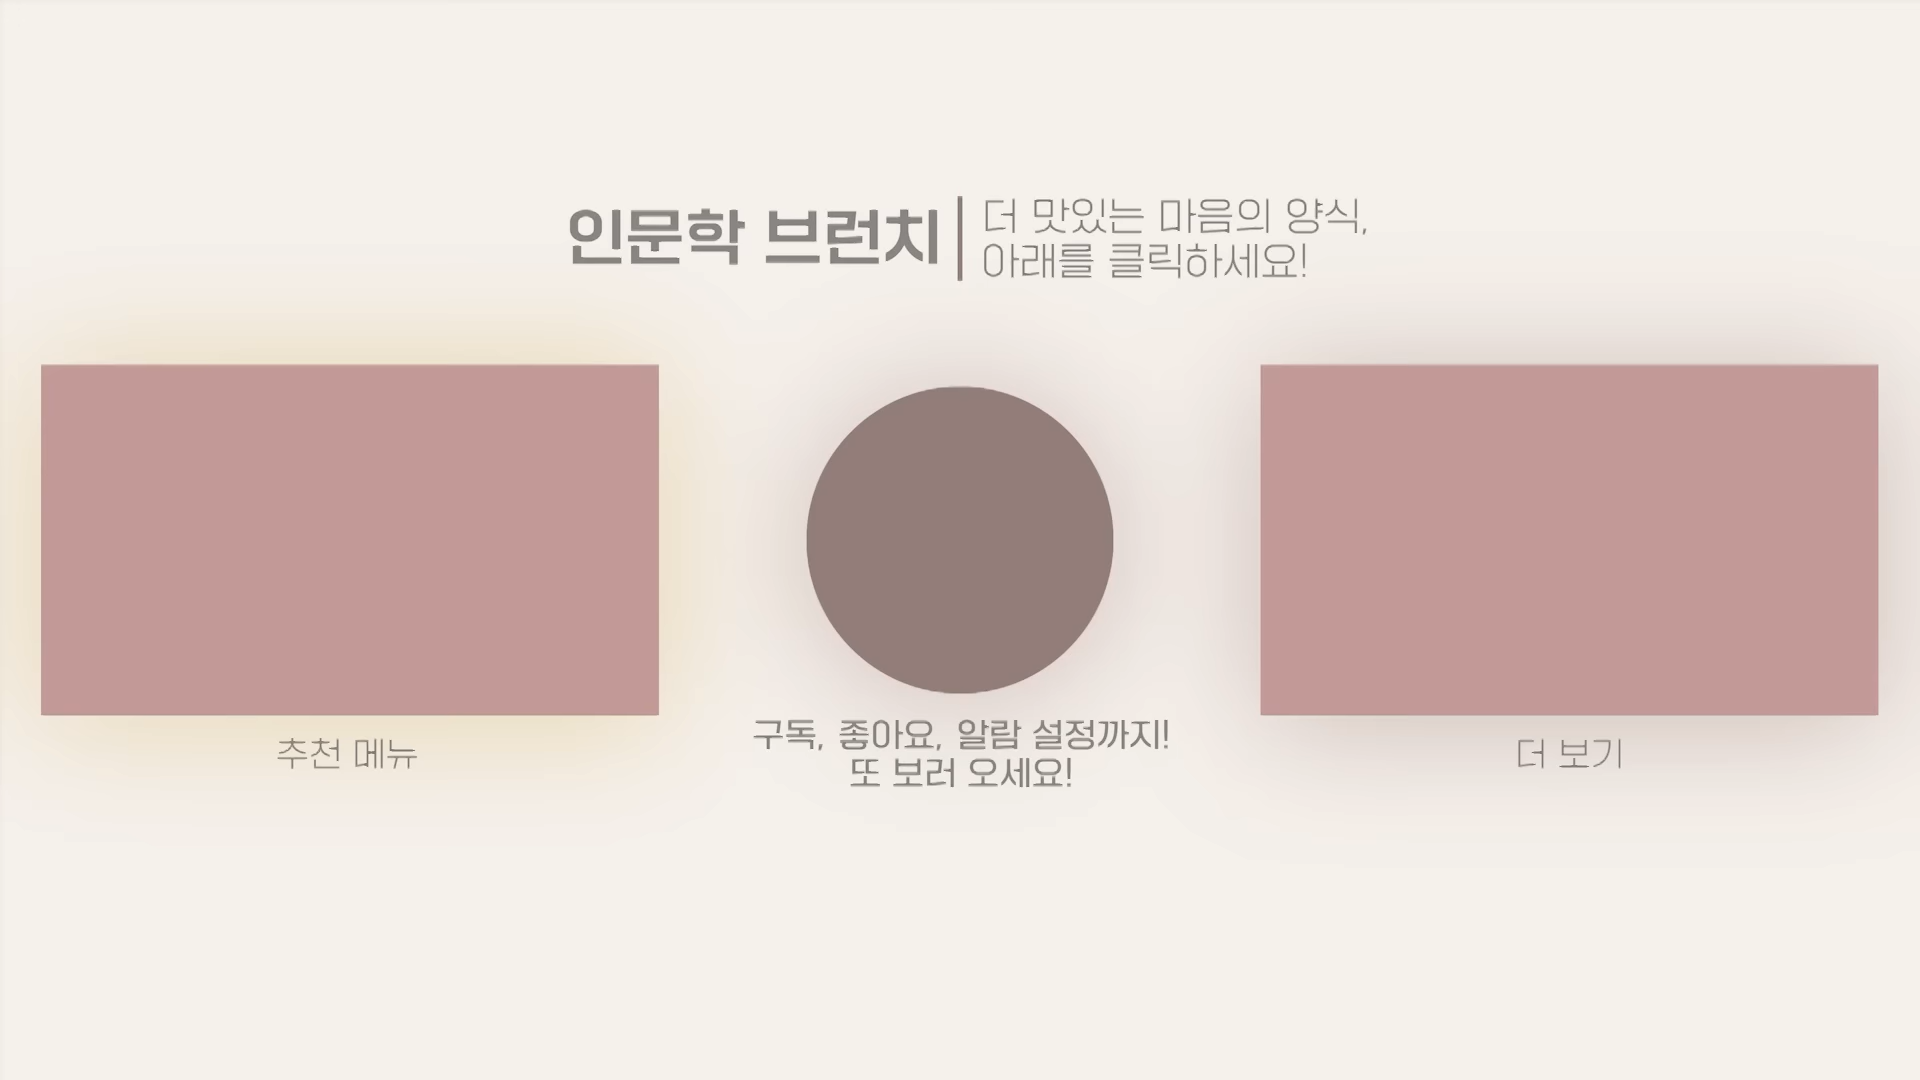 인문학 브런치
더 맛있는 마음의 양식,
아래를 클릭하세요!
추천 메뉴
구독, 좋아요, 알람 설정까지!
또 보러 오세요!
더 보기